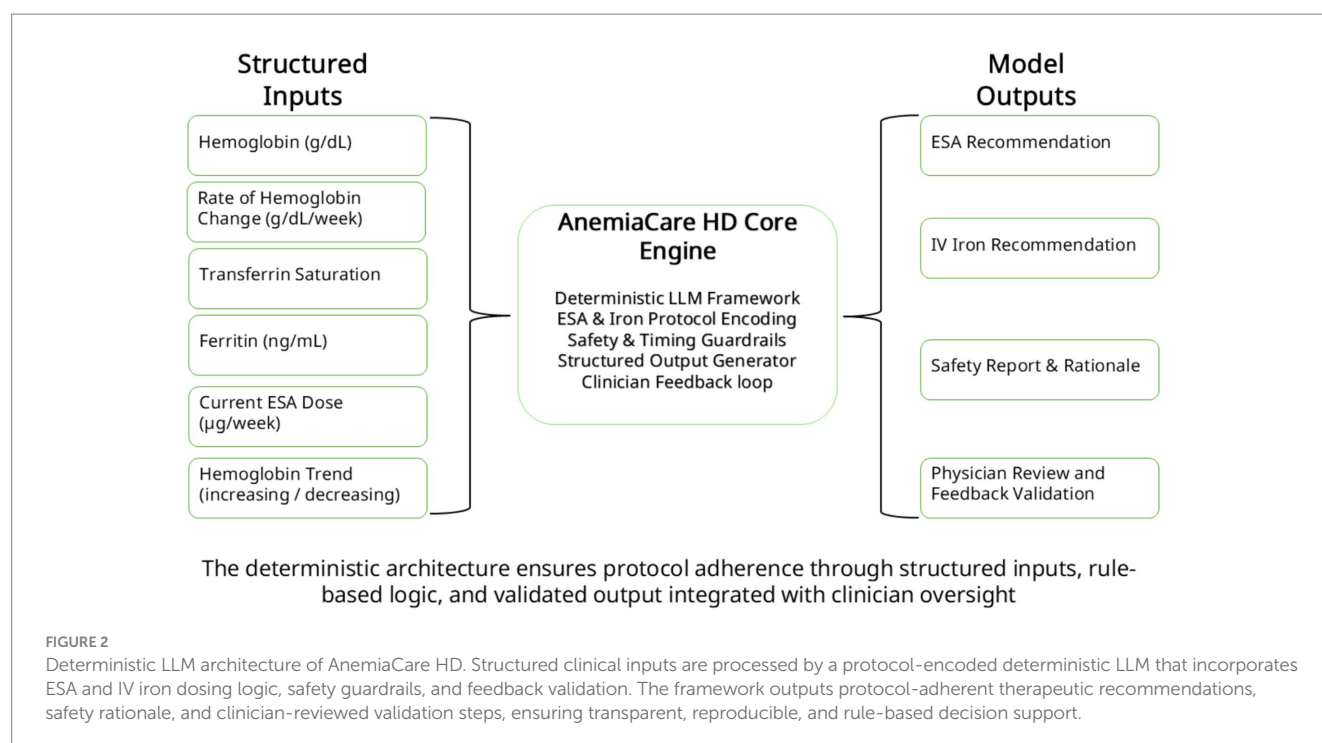 Structured
Inputs
Hemoglobin (g/dL)
Rate of Hemoglobin
Change (g/dL/week)
Transferrin Saturation
Ferritin (ng/mL)
Current ESA Dose
(µg/week)
Hemoglobin Trend
(increasing / decreasing)
AnemiaCare HD Core
Engine
Deterministic LLM Framework
ESA & Iron Protocol Encoding
Safety & Timing Guardrails
Structured Output Generator
Clinician Feedback loop
Model
Outputs
ESA Recommendation
IV Iron Recommendation
Safety Report & Rationale
Physician Review and
Feedback Validation
The deterministic architecture ensures protocol adherence through structured inputs, rule-
based logic, and validated output integrated with clinician oversight
FIGURE 2
Deterministic LLM architecture of AnemiaCare HD. Structured clinical inputs are processed by a protocol-encoded deterministic LLM that incorporates
ESA and IV iron dosing logic, safety guardrails, and feedback validation. The framework outputs protocol-adherent therapeutic recommendations,
safety rationale, and clinician-reviewed validation steps, ensuring transparent, reproducible, and rule-based decision support.